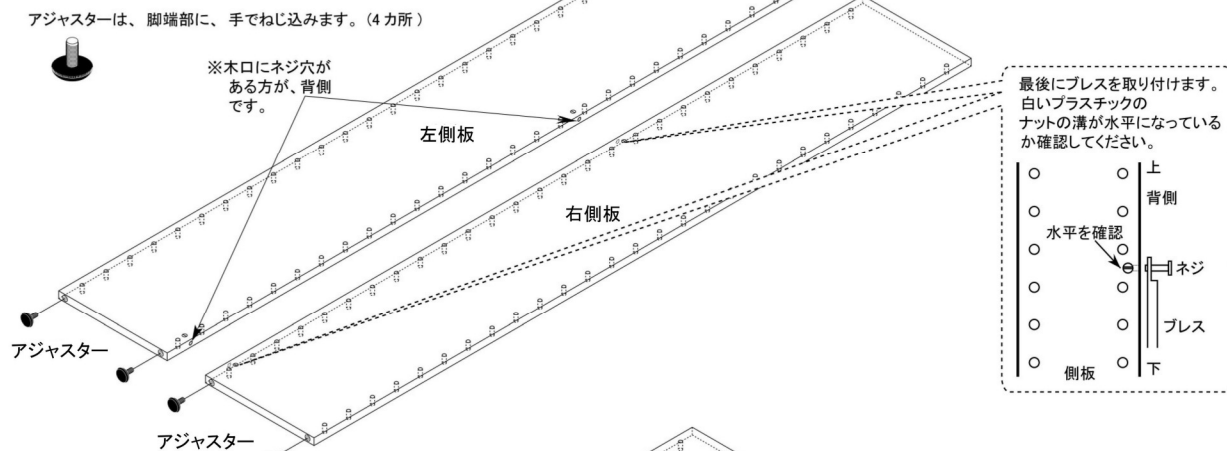 アジャスターは、脚端部に、手でねじ込みます。(4カ所)
※木口にネジ穴が
ある方が、背側
です。
左側板
右側板
アジャスター
アジャスター
最後にブレスを取り付けます。
白いプラスチックの
ナットの溝が水平になっている
か確認してください。
上
背側
水平を確認
ネジ
ブレス
側板
下